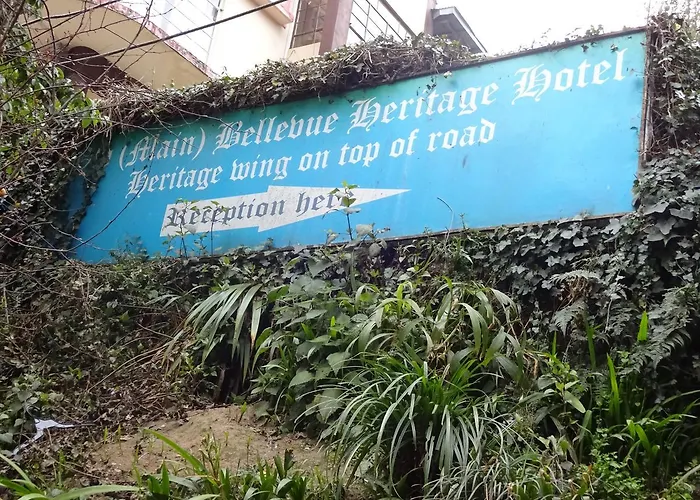 (Main) Bellevue Heritage Hotel
Heritage wing on top of road
Reception here